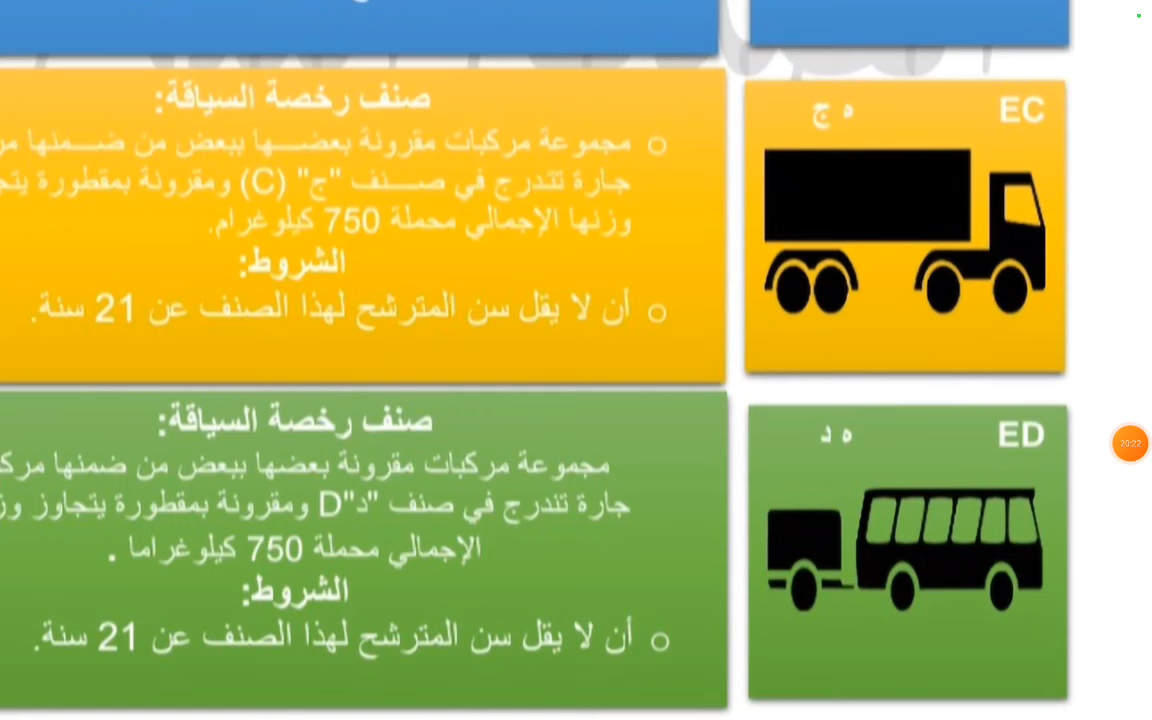 صنف رخصة السياقة:
مجموعة مركبات مقرونة بعضها ببعض من ضمنها
جارة تتدرج في صنف "ج" (C) ومقرونة بمقطورة
وزنها الإجمالي محملة 750 كيلوغرام.
الشروط:
أن لا يقل سن المترشح لهذا الصنف عن 21 سنة.
ه ج EC
صنف رخصة السياقة:
مجموعة مركبات مقرونة بعضها ببعض من ضمنها
جارة تندرج في صنف "د"D ومقرونة بمقطورة يتجاوز
الإجمالي محملة 750 كيلوغراما .
الشروط:
أن لا يقل سن المترشح لهذا الصنف عن 21 سنة.
ه د ED
20:22